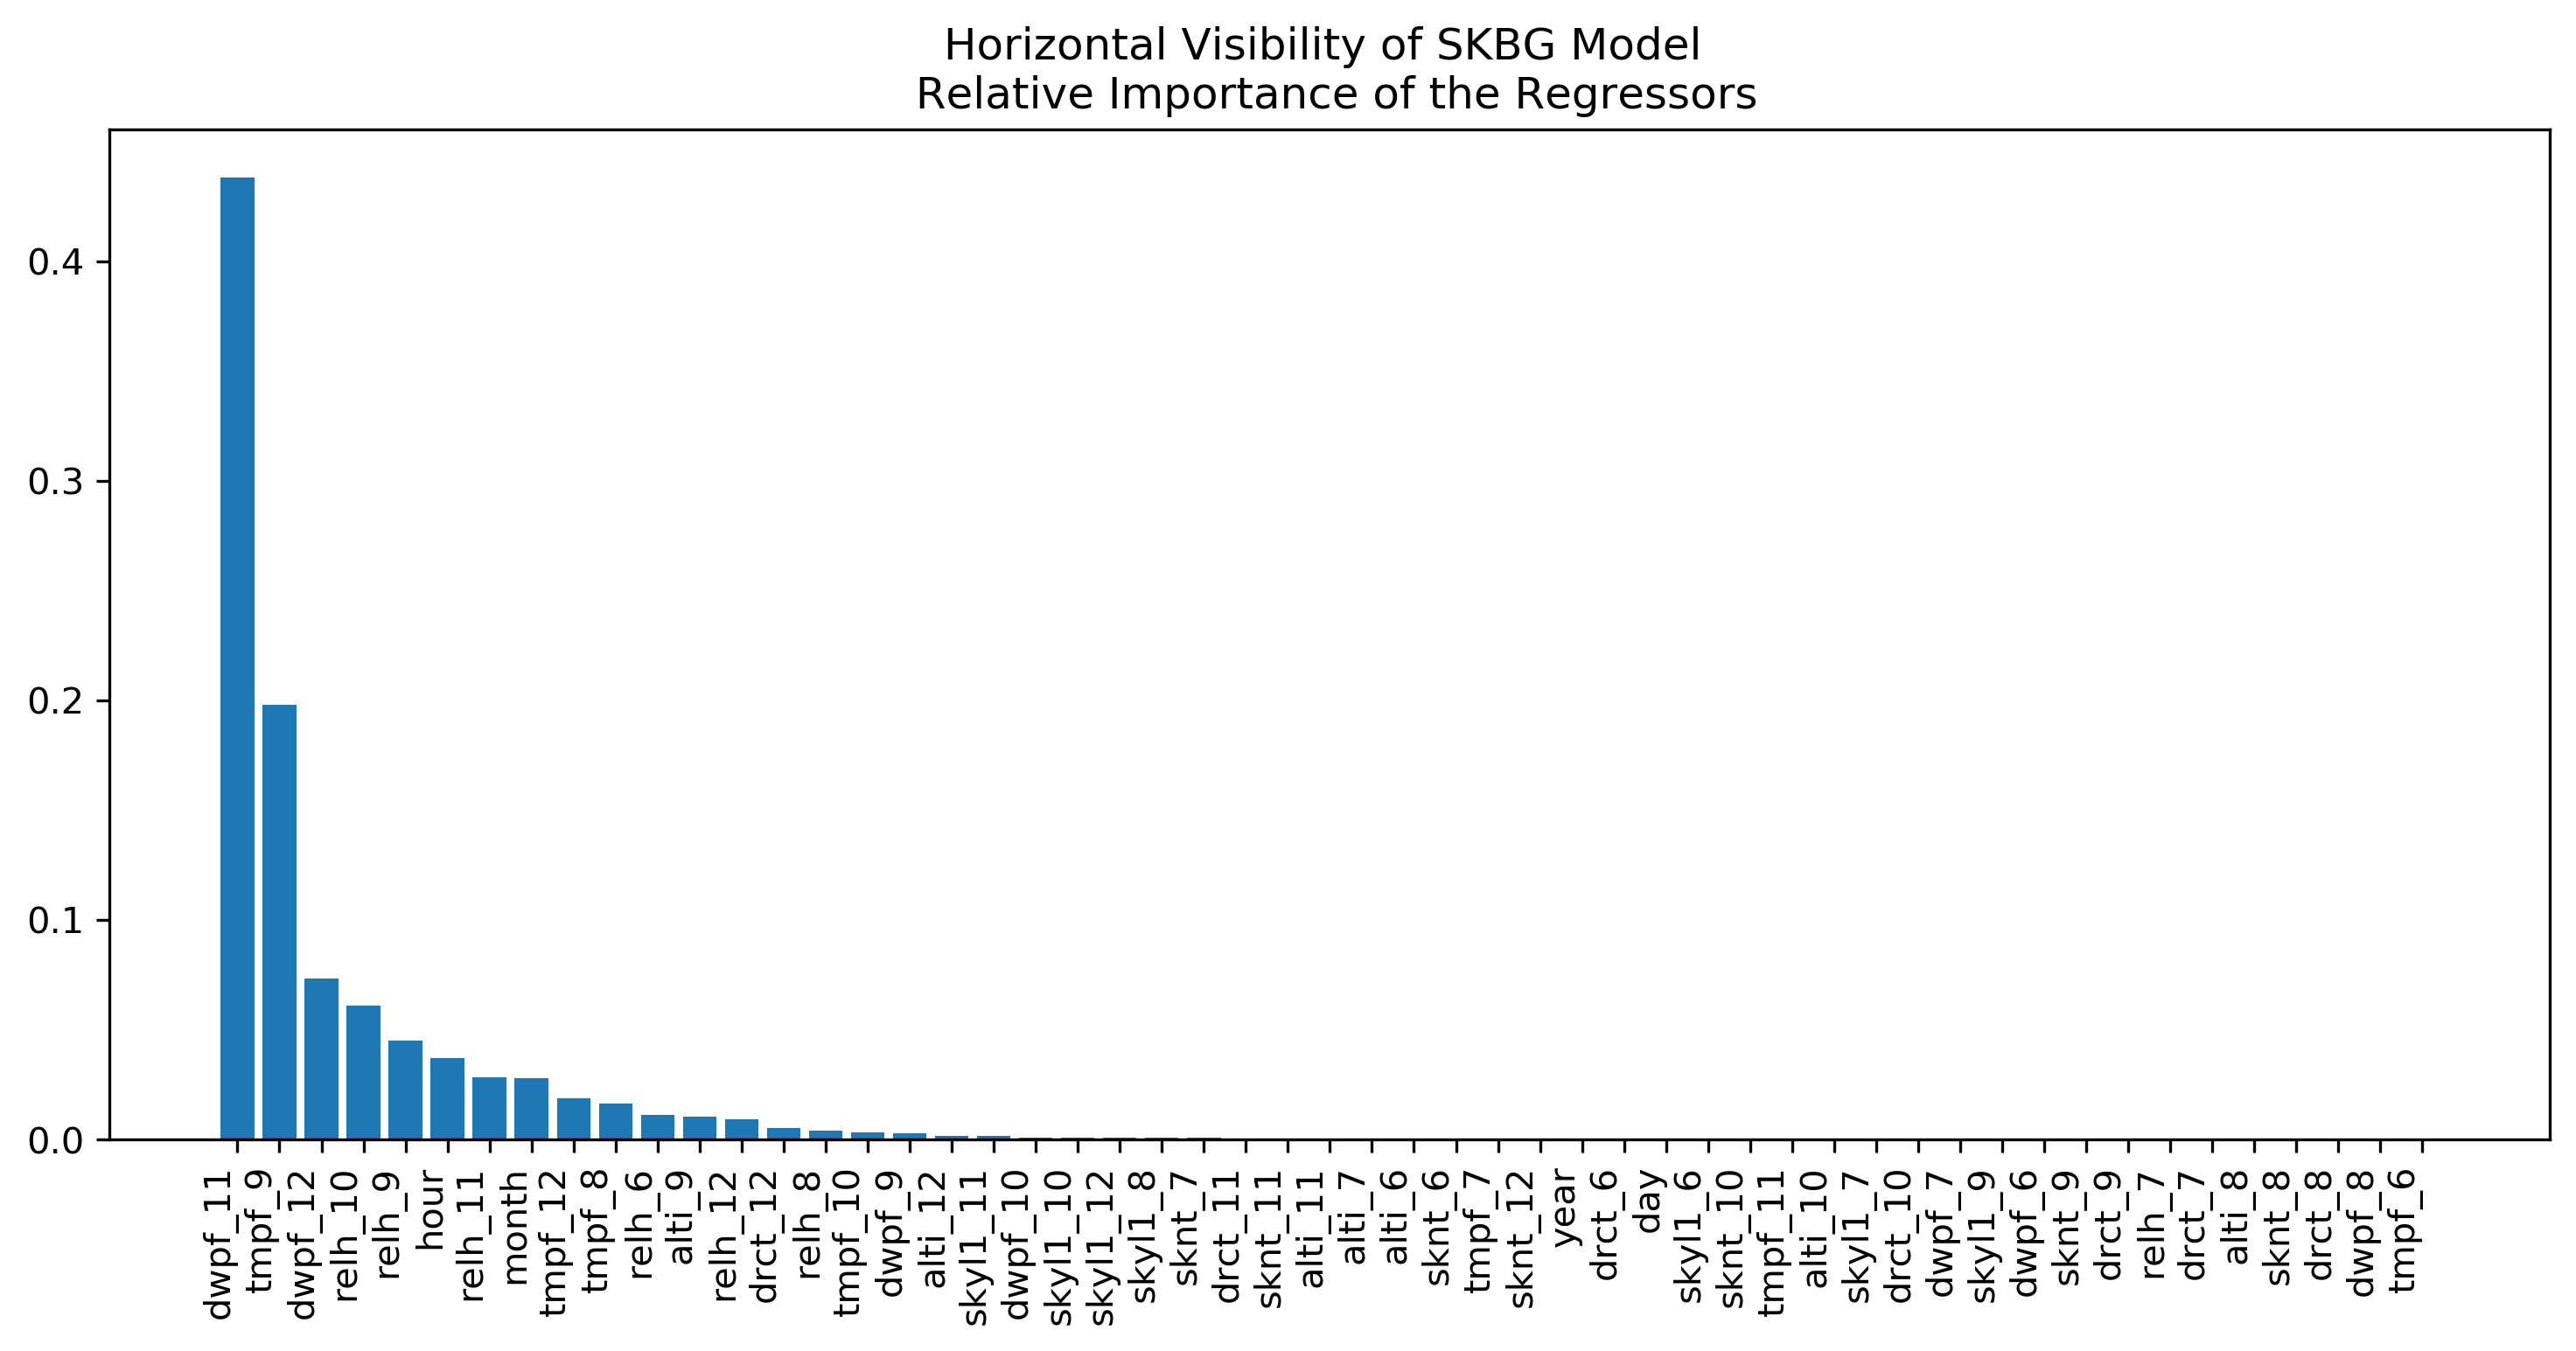 Horizontal Visibility of SKBG Model
Relative Importance of the Regressors
0.4
0.3
0.2
0.1
0.0
dwpf_11
tmpf_9
dwpf_12
relh_10
relh_9
hour
relh_11
month
tmpf_12
tmpf_8
relh_6
alti_9
relh_12
drct_12
relh_8
tmpf_10
dwpf_9
alti_12
skyl1_11
dwpf_10
skyl1_10
skyl1_12
skyl1_8
sknt_7
drct_11
sknt_11
alti_11
alti_7
alti_6
sknt_6
tmpf_7
sknt_12
year
drct_6
day
skyl1_6
sknt_10
tmpf_11
alti_10
skyl1_7
drct_10
dwpf_7
skyl1_9
dwpf_6
sknt_9
drct_9
relh_7
drct_7
alti_8
sknt_8
drct_8
dwpf_8
tmpf_6